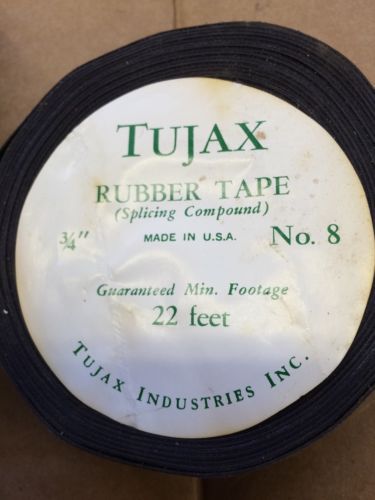 TUJAX
RUBBER TAPE
(Splicing Compound)
3/4" MADE IN U.S.A. No. 8
Guaranteed Min. Footage
22 feet
TUJAX INDUSTRIES INC.